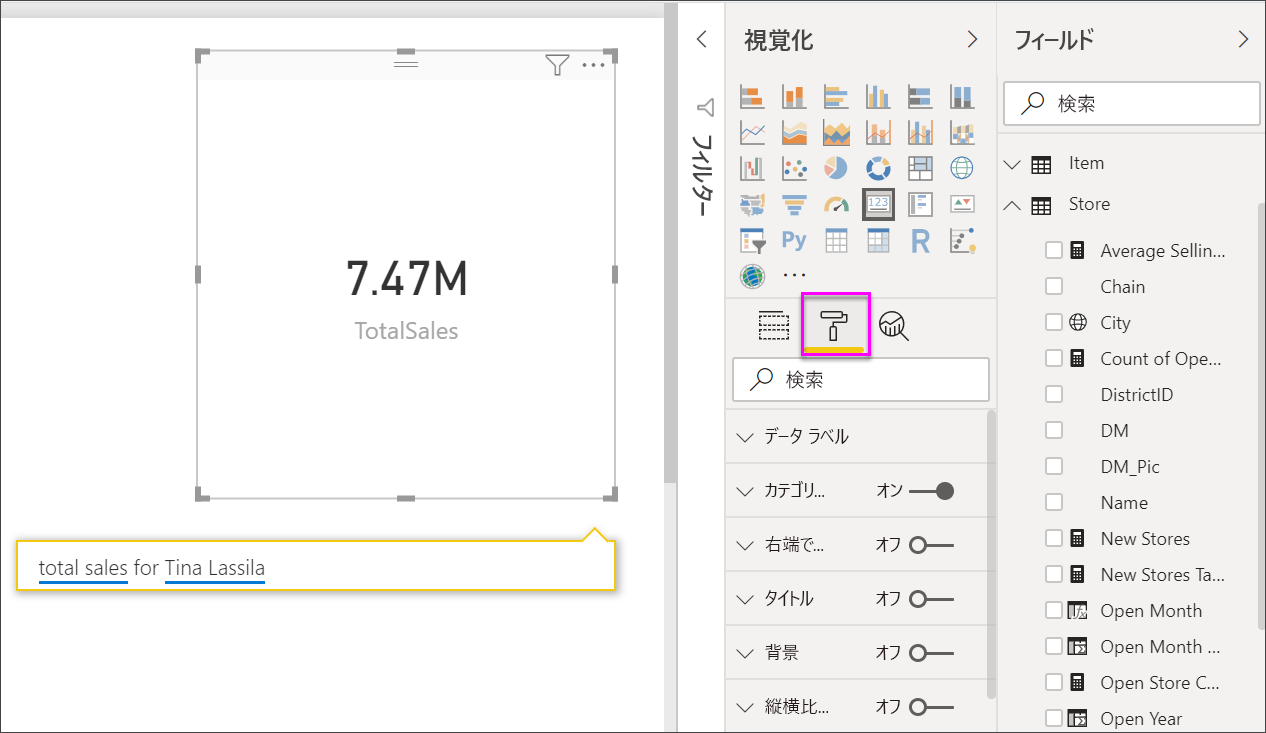 7.47M
TotalSales
total sales for Tina Lassila
フィルター
視覚化
123
Py
R
検索
データ ラベル
カテゴリ... オン
右端で... オフ
タイトル オフ
背景 オフ
縦横比... オフ
フィールド
検索
Item
Store
Average Sellin...
Chain
City
Count of Ope...
DistrictID
DM
DM_Pic
Name
New Stores
New Stores Ta...
Open Month
Open Month ...
Open Store C...
Open Year